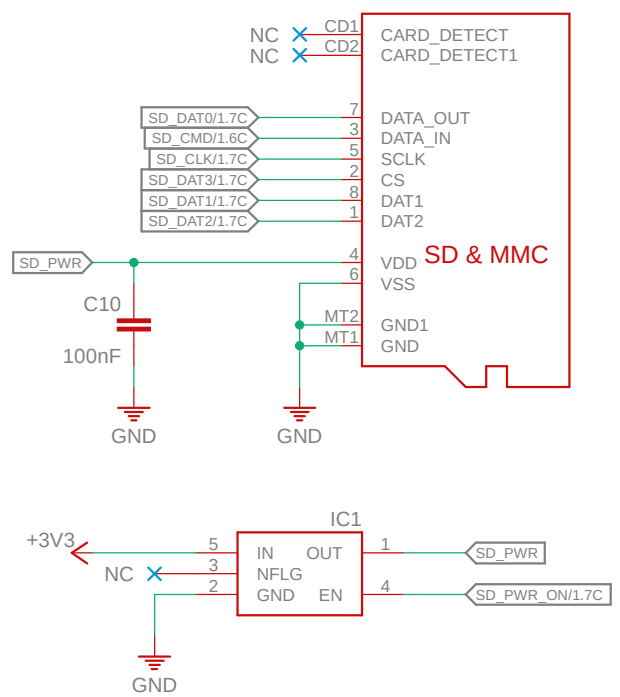 NC CD1 CARD_DETECT
NC CD2 CARD_DETECT1
SD_DAT0/1.7C 7 DATA_OUT
SD_CMD/1.6C 3 DATA_IN
SD_CLK/1.7C 5 SCLK
SD_DAT3/1.7C 2 CS
SD_DAT1/1.7C 8 DAT1
SD_DAT2/1.7C 1 DAT2
SD_PWR 4 VDD SD & MMC
6 VSS
C10 MT2 GND1
MT1 GND
100nF
GND GND
IC1
+3V3 5 IN OUT 1 SD_PWR
NC 3 NFLG
2 GND EN 4 SD_PWR_ON/1.7C
GND